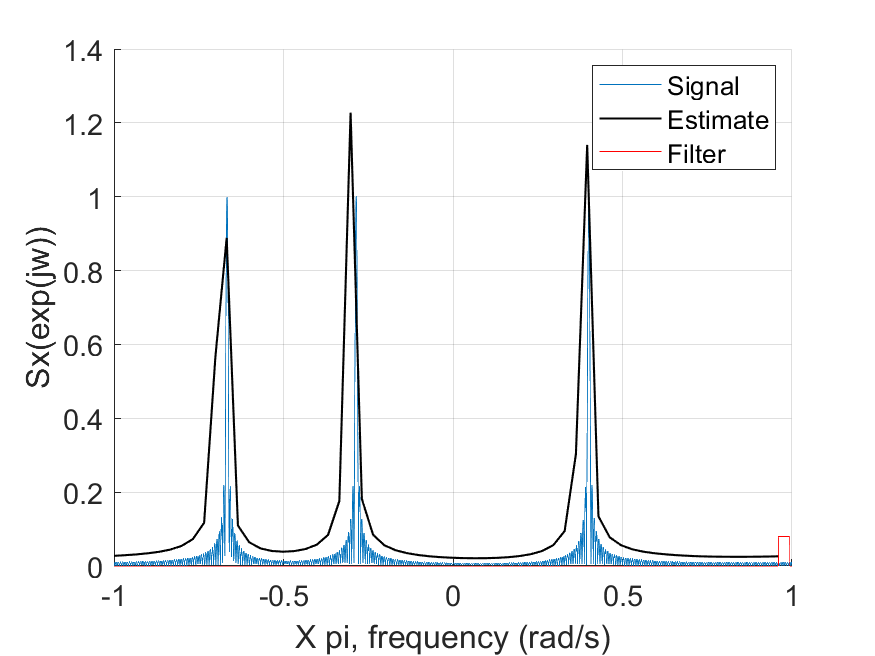 1.4
1.2
1
0.8
0.6
0.4
0.2
0
-1
-0.5
0
0.5
1
Sx(exp(jw))
X pi, frequency (rad/s)
Signal
Estimate
Filter